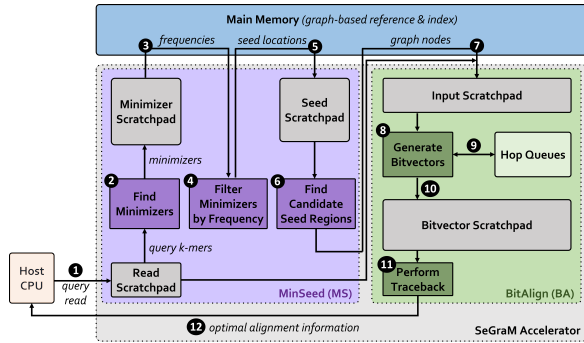 Main Memory (graph-based reference & index)
3 frequencies
seed locations 5
graph nodes 7
Minimizer
Scratchpad
Seed
Scratchpad
Input Scratchpad
8
Generate
Bitvectors
9
Hop Queues
minimizers
2
Find
Minimizers
4
Filter
Minimizers
by Frequency
6
Find
Candidate
Seed Regions
10
Bitvector Scratchpad
query k-mers
Host
CPU
1
query
read
Read
Scratchpad
MinSeed (MS)
11
Perform
Traceback
BitAlign (BA)
12 optimal alignment information
SeGraM Accelerator